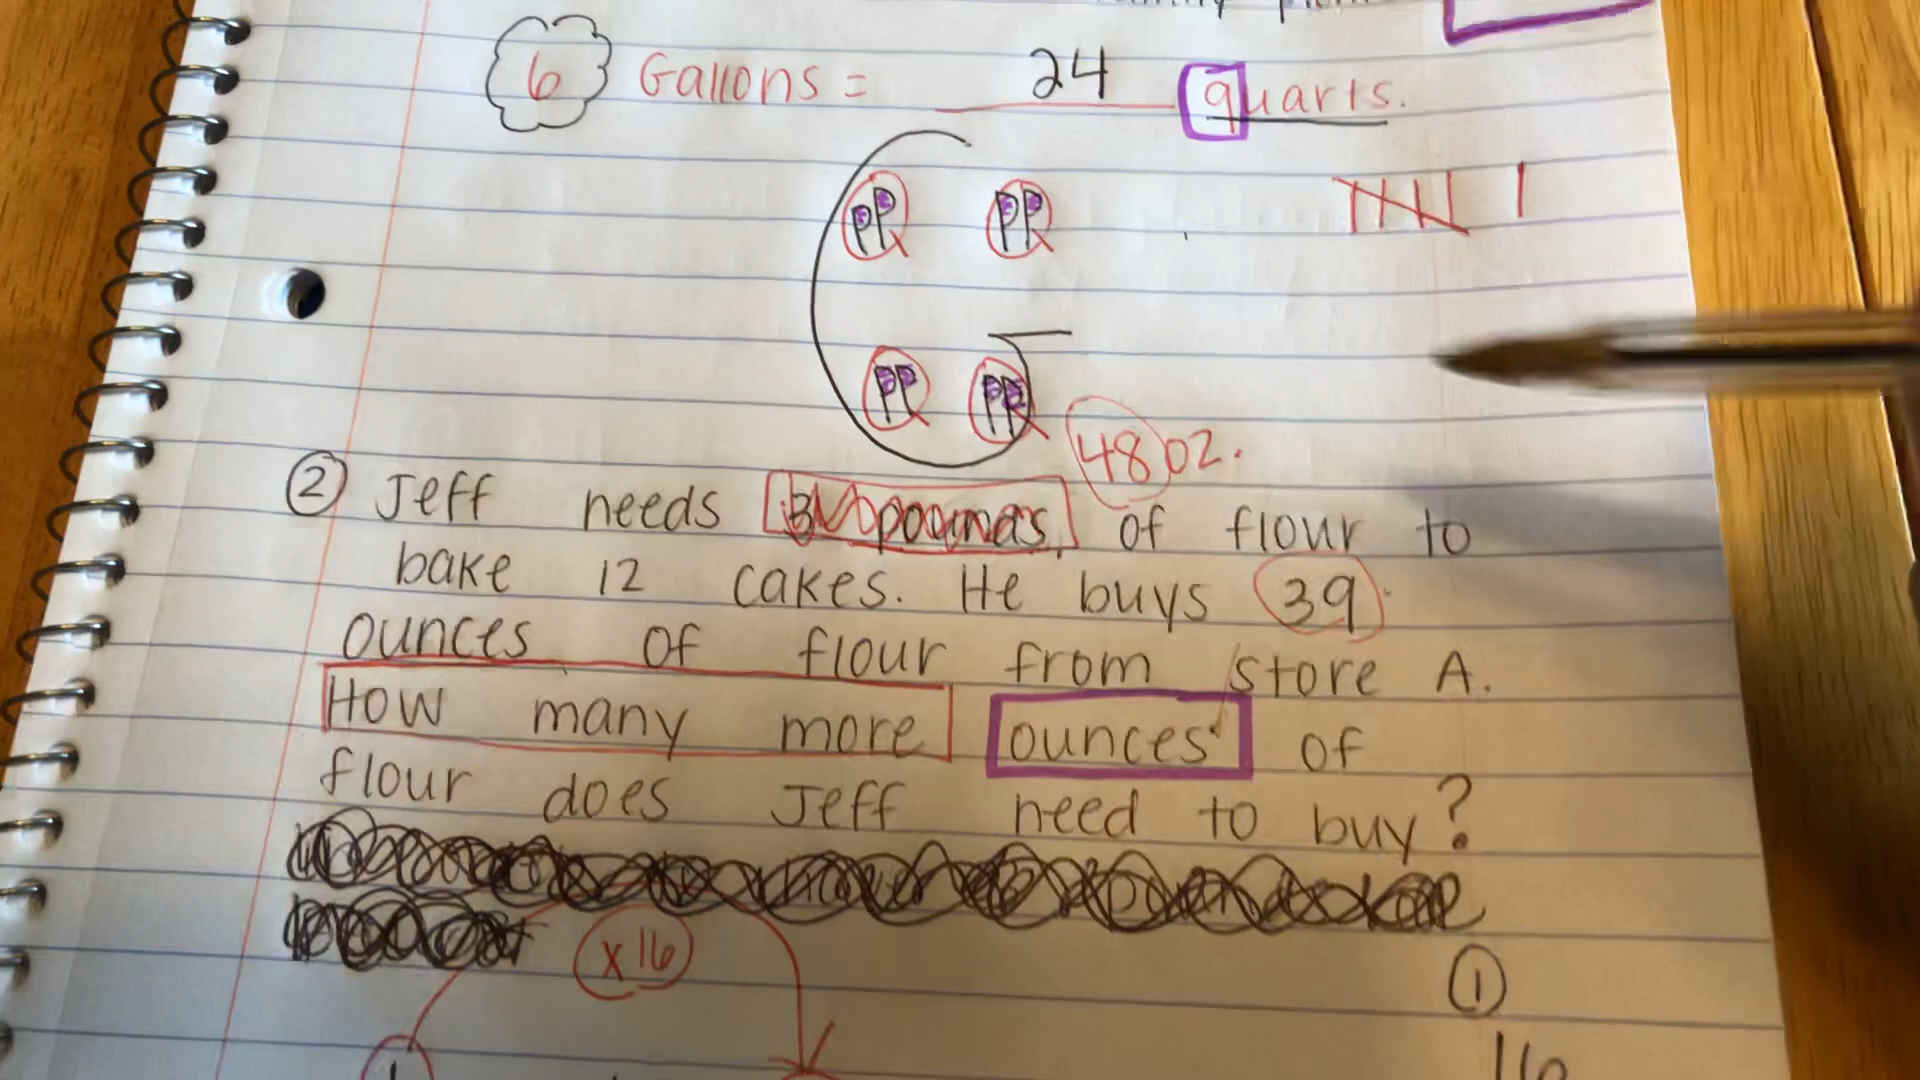 6 Gallons = 24 quarts.
PP PP
PP PP
48 oz.
② Jeff needs 3 pounds of flour to
bake 12 cakes. He buys 39
ounces of flour from store A.
How many more ounces of
flour does Jeff need to buy?
x16
①
16